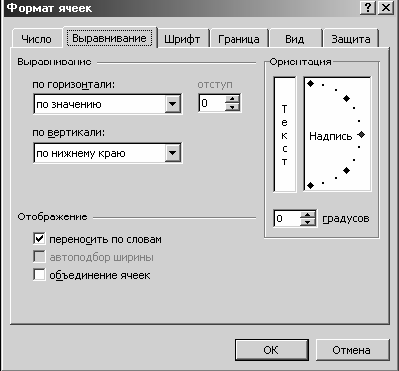 Формат ячеек
Число Выравнивание Шрифт Граница Вид Защита
Выравнивание
по горизонтали:
отступ
по значению
0
по вертикали:
по нижнему краю
Ориентация
Текст
Надпись
0 градусов
Отображение
переносить по словам
автоподбор ширины
объединение ячеек
ОК Отмена